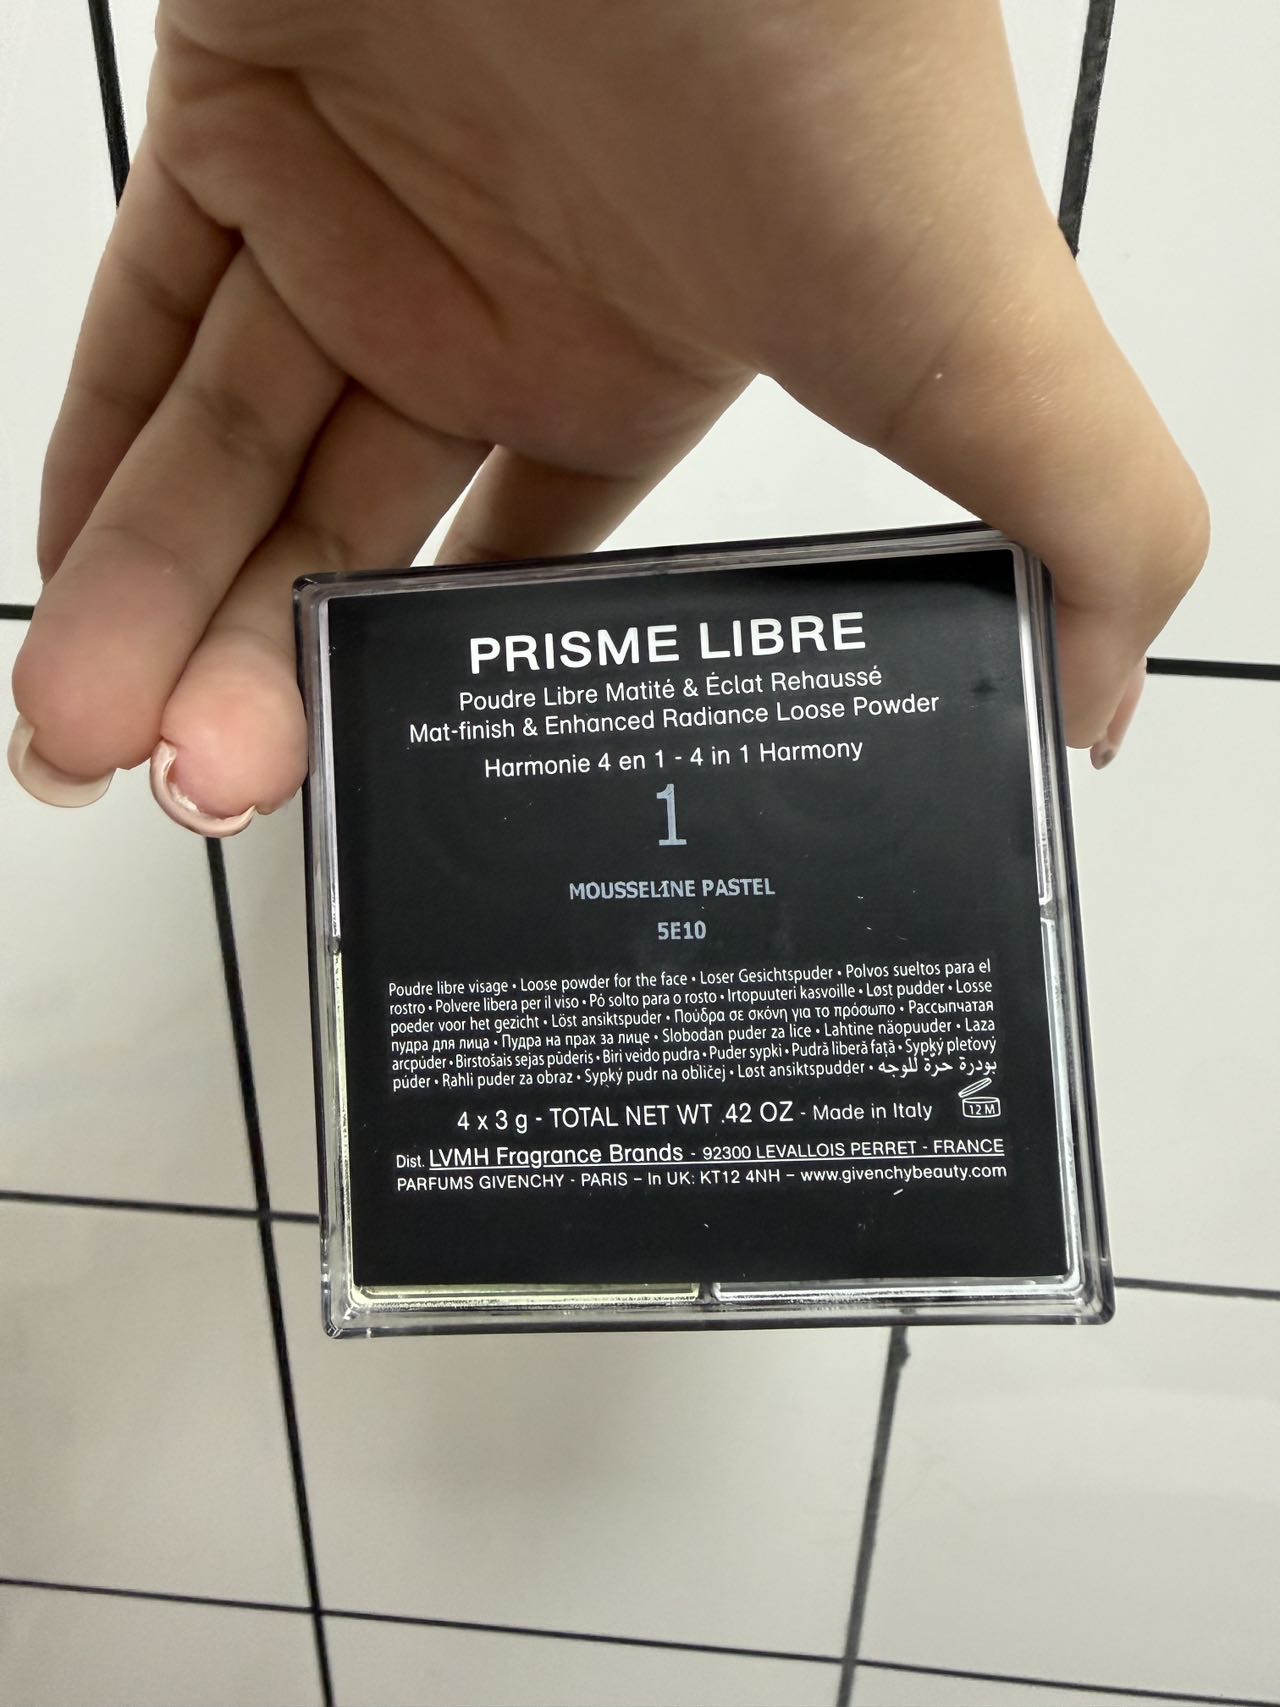 PRISME LIBRE
Poudre Libre Matité & Éclat Rehaussé
Mat-finish & Enhanced Radiance Loose Powder
Harmonie 4 en 1 - 4 in 1 Harmony
1
MOUSSELINE PASTEL
5E10
Poudre libre visage • Loose powder for the face • Loser Gesichtspuder • Polvos sueltos para el
rostro • Polvere libera per il viso • Pó solto para o rosto • Irtopuuteri kasvoille • Løst pudder • Losse
poeder voor het gezicht • Löst ansiktspuder • Πούδρα σε σκόνη για το πρόσωπο • Рассыпчатая
пудра для лица • Пудра на прах за лице • Slobodan puder za lice • Lahtine näopuuder • Laza
arcpúder • Birstošais sejas pūderis • Biri veido pudra • Puder sypki • Pudră liberă față • Sypký pleťový
púder • Rahli puder za obraz • Sypký pudr na obličej • Løst ansiktspudder • بودرة حرّة للوجه
4 x 3 g - TOTAL NET WT .42 OZ - Made in Italy
12 M
Dist. LVMH Fragrance Brands - 92300 LEVALLOIS PERRET - FRANCE
PARFUMS GIVENCHY - PARIS – In UK: KT12 4NH – www.givenchybeauty.com